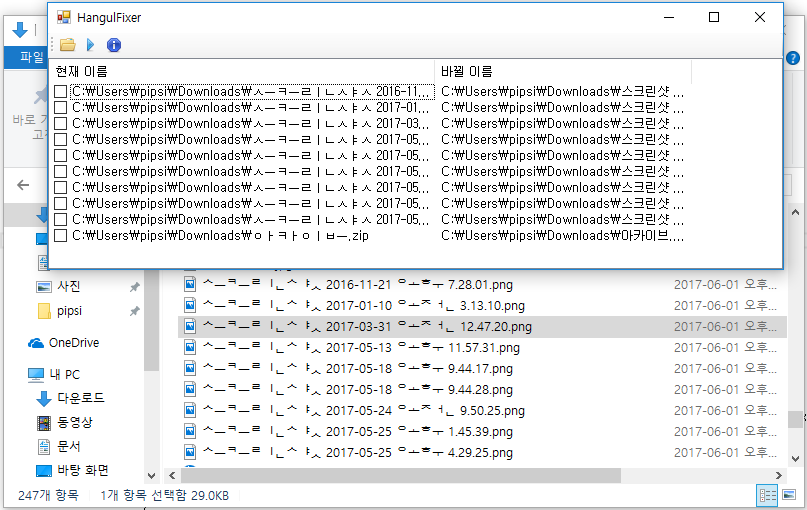 HangulFixer
파일
바로
현재 이름 바뀔 이름
C:₩Users₩pipsi₩Downloads₩ㅅㅡㅋㅡㄹㅣㄴㅅㅑㅅ 2016-11... C:₩Users₩pipsi₩Downloads₩스크린샷 ...
C:₩Users₩pipsi₩Downloads₩ㅅㅡㅋㅡㄹㅣㄴㅅㅑㅅ 2017-01... C:₩Users₩pipsi₩Downloads₩스크린샷 ...
C:₩Users₩pipsi₩Downloads₩ㅅㅡㅋㅡㄹㅣㄴㅅㅑㅅ 2017-03... C:₩Users₩pipsi₩Downloads₩스크린샷 ...
C:₩Users₩pipsi₩Downloads₩ㅅㅡㅋㅡㄹㅣㄴㅅㅑㅅ 2017-05... C:₩Users₩pipsi₩Downloads₩스크린샷 ...
C:₩Users₩pipsi₩Downloads₩ㅅㅡㅋㅡㄹㅣㄴㅅㅑㅅ 2017-05... C:₩Users₩pipsi₩Downloads₩스크린샷 ...
C:₩Users₩pipsi₩Downloads₩ㅅㅡㅋㅡㄹㅣㄴㅅㅑㅅ 2017-05... C:₩Users₩pipsi₩Downloads₩스크린샷 ...
C:₩Users₩pipsi₩Downloads₩ㅅㅡㅋㅡㄹㅣㄴㅅㅑㅅ 2017-05... C:₩Users₩pipsi₩Downloads₩스크린샷 ...
C:₩Users₩pipsi₩Downloads₩ㅅㅡㅋㅡㄹㅣㄴㅅㅑㅅ 2017-05... C:₩Users₩pipsi₩Downloads₩스크린샷 ...
C:₩Users₩pipsi₩Downloads₩ㅅㅡㅋㅡㄹㅣㄴㅅㅑㅅ 2017-05... C:₩Users₩pipsi₩Downloads₩스크린샷 ...
C:₩Users₩pipsi₩Downloads₩ㅇㅏㅋㅏㅇㅣㅂㅡ.zip C:₩Users₩pipsi₩Downloads₩아카이브....
사진
pipsi
OneDrive
내 PC
다운로드
동영상
문서
바탕 화면
ㅅㅡㅋㅡㄹㅣㄴㅅㅑㅅ 2016-11-21 ㅇㅗㅎㅜ 7.28.01.png 2017-06-01 오후...
ㅅㅡㅋㅡㄹㅣㄴㅅㅑㅅ 2017-01-10 ㅇㅗㅎㅜ 3.13.10.png 2017-06-01 오후...
ㅅㅡㅋㅡㄹㅣㄴㅅㅑㅅ 2017-03-31 ㅇㅗㅈㅓㄴ 12.47.20.png 2017-06-01 오후...
ㅅㅡㅋㅡㄹㅣㄴㅅㅑㅅ 2017-05-13 ㅇㅗㅎㅜ 11.57.31.png 2017-06-01 오후...
ㅅㅡㅋㅡㄹㅣㄴㅅㅑㅅ 2017-05-18 ㅇㅗㅎㅜ 9.44.17.png 2017-06-01 오후...
ㅅㅡㅋㅡㄹㅣㄴㅅㅑㅅ 2017-05-18 ㅇㅗㅎㅜ 9.44.28.png 2017-06-01 오후...
ㅅㅡㅋㅡㄹㅣㄴㅅㅑㅅ 2017-05-24 ㅇㅗㅈㅓㄴ 9.50.25.png 2017-06-01 오후...
ㅅㅡㅋㅡㄹㅣㄴㅅㅑㅅ 2017-05-25 ㅇㅗㅎㅜ 1.45.39.png 2017-06-01 오후...
ㅅㅡㅋㅡㄹㅣㄴㅅㅑㅅ 2017-05-25 ㅇㅗㅎㅜ 4.29.25.png 2017-06-01 오후...
247개 항목 1개 항목 선택함 29.0KB